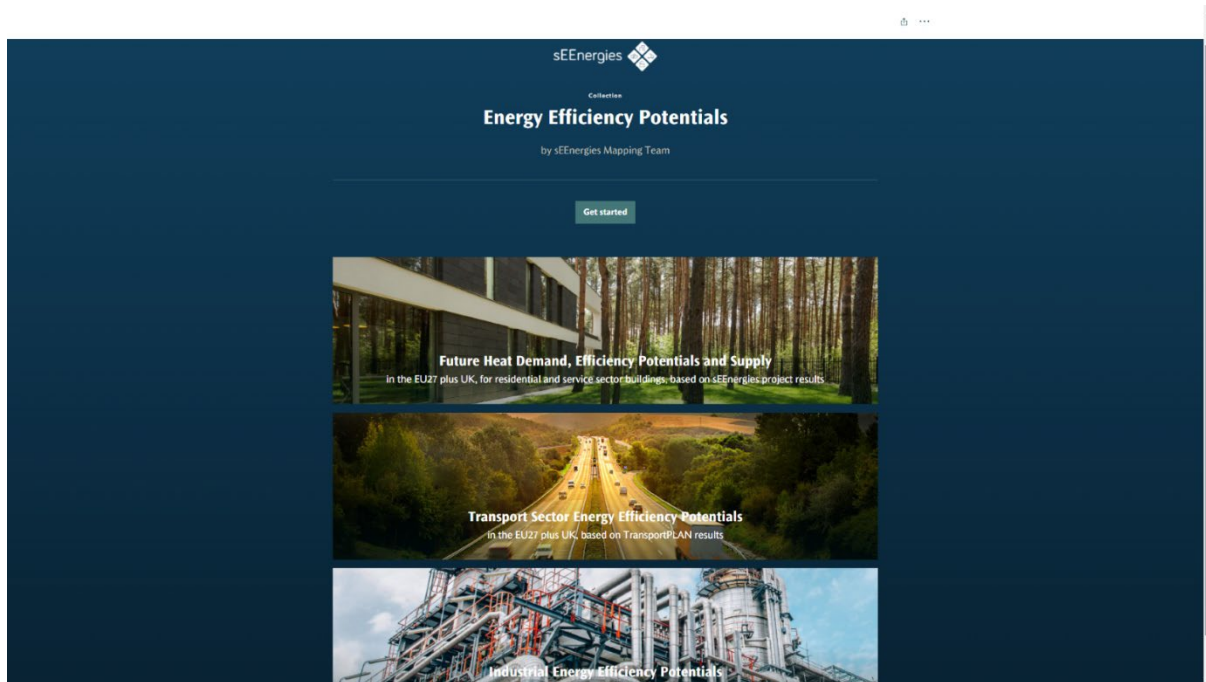 sEEnergies
Collection
Energy Efficiency Potentials
by sEEnergies Mapping Team
Get started
Future Heat Demand, Efficiency Potentials and Supply
in the EU27 plus UK, for residential and service sector buildings, based on sEEnergies project results
Transport Sector Energy Efficiency Potentials
in the EU27 plus UK, based on TransportPLAN results
Industrial Energy Efficiency Potentials